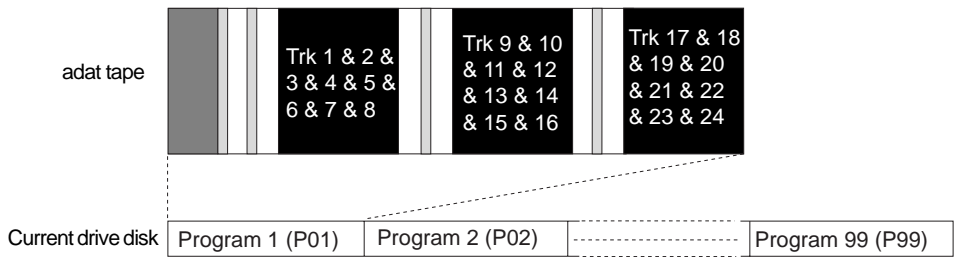 adat tape
Trk 1 & 2 &
3 & 4 & 5 &
6 & 7 & 8
Trk 9 & 10
& 11 & 12
& 13 & 14
& 15 & 16
Trk 17 & 18
& 19 & 20
& 21 & 22
& 23 & 24
Current drive disk
Program 1 (P01)
Program 2 (P02)
Program 99 (P99)